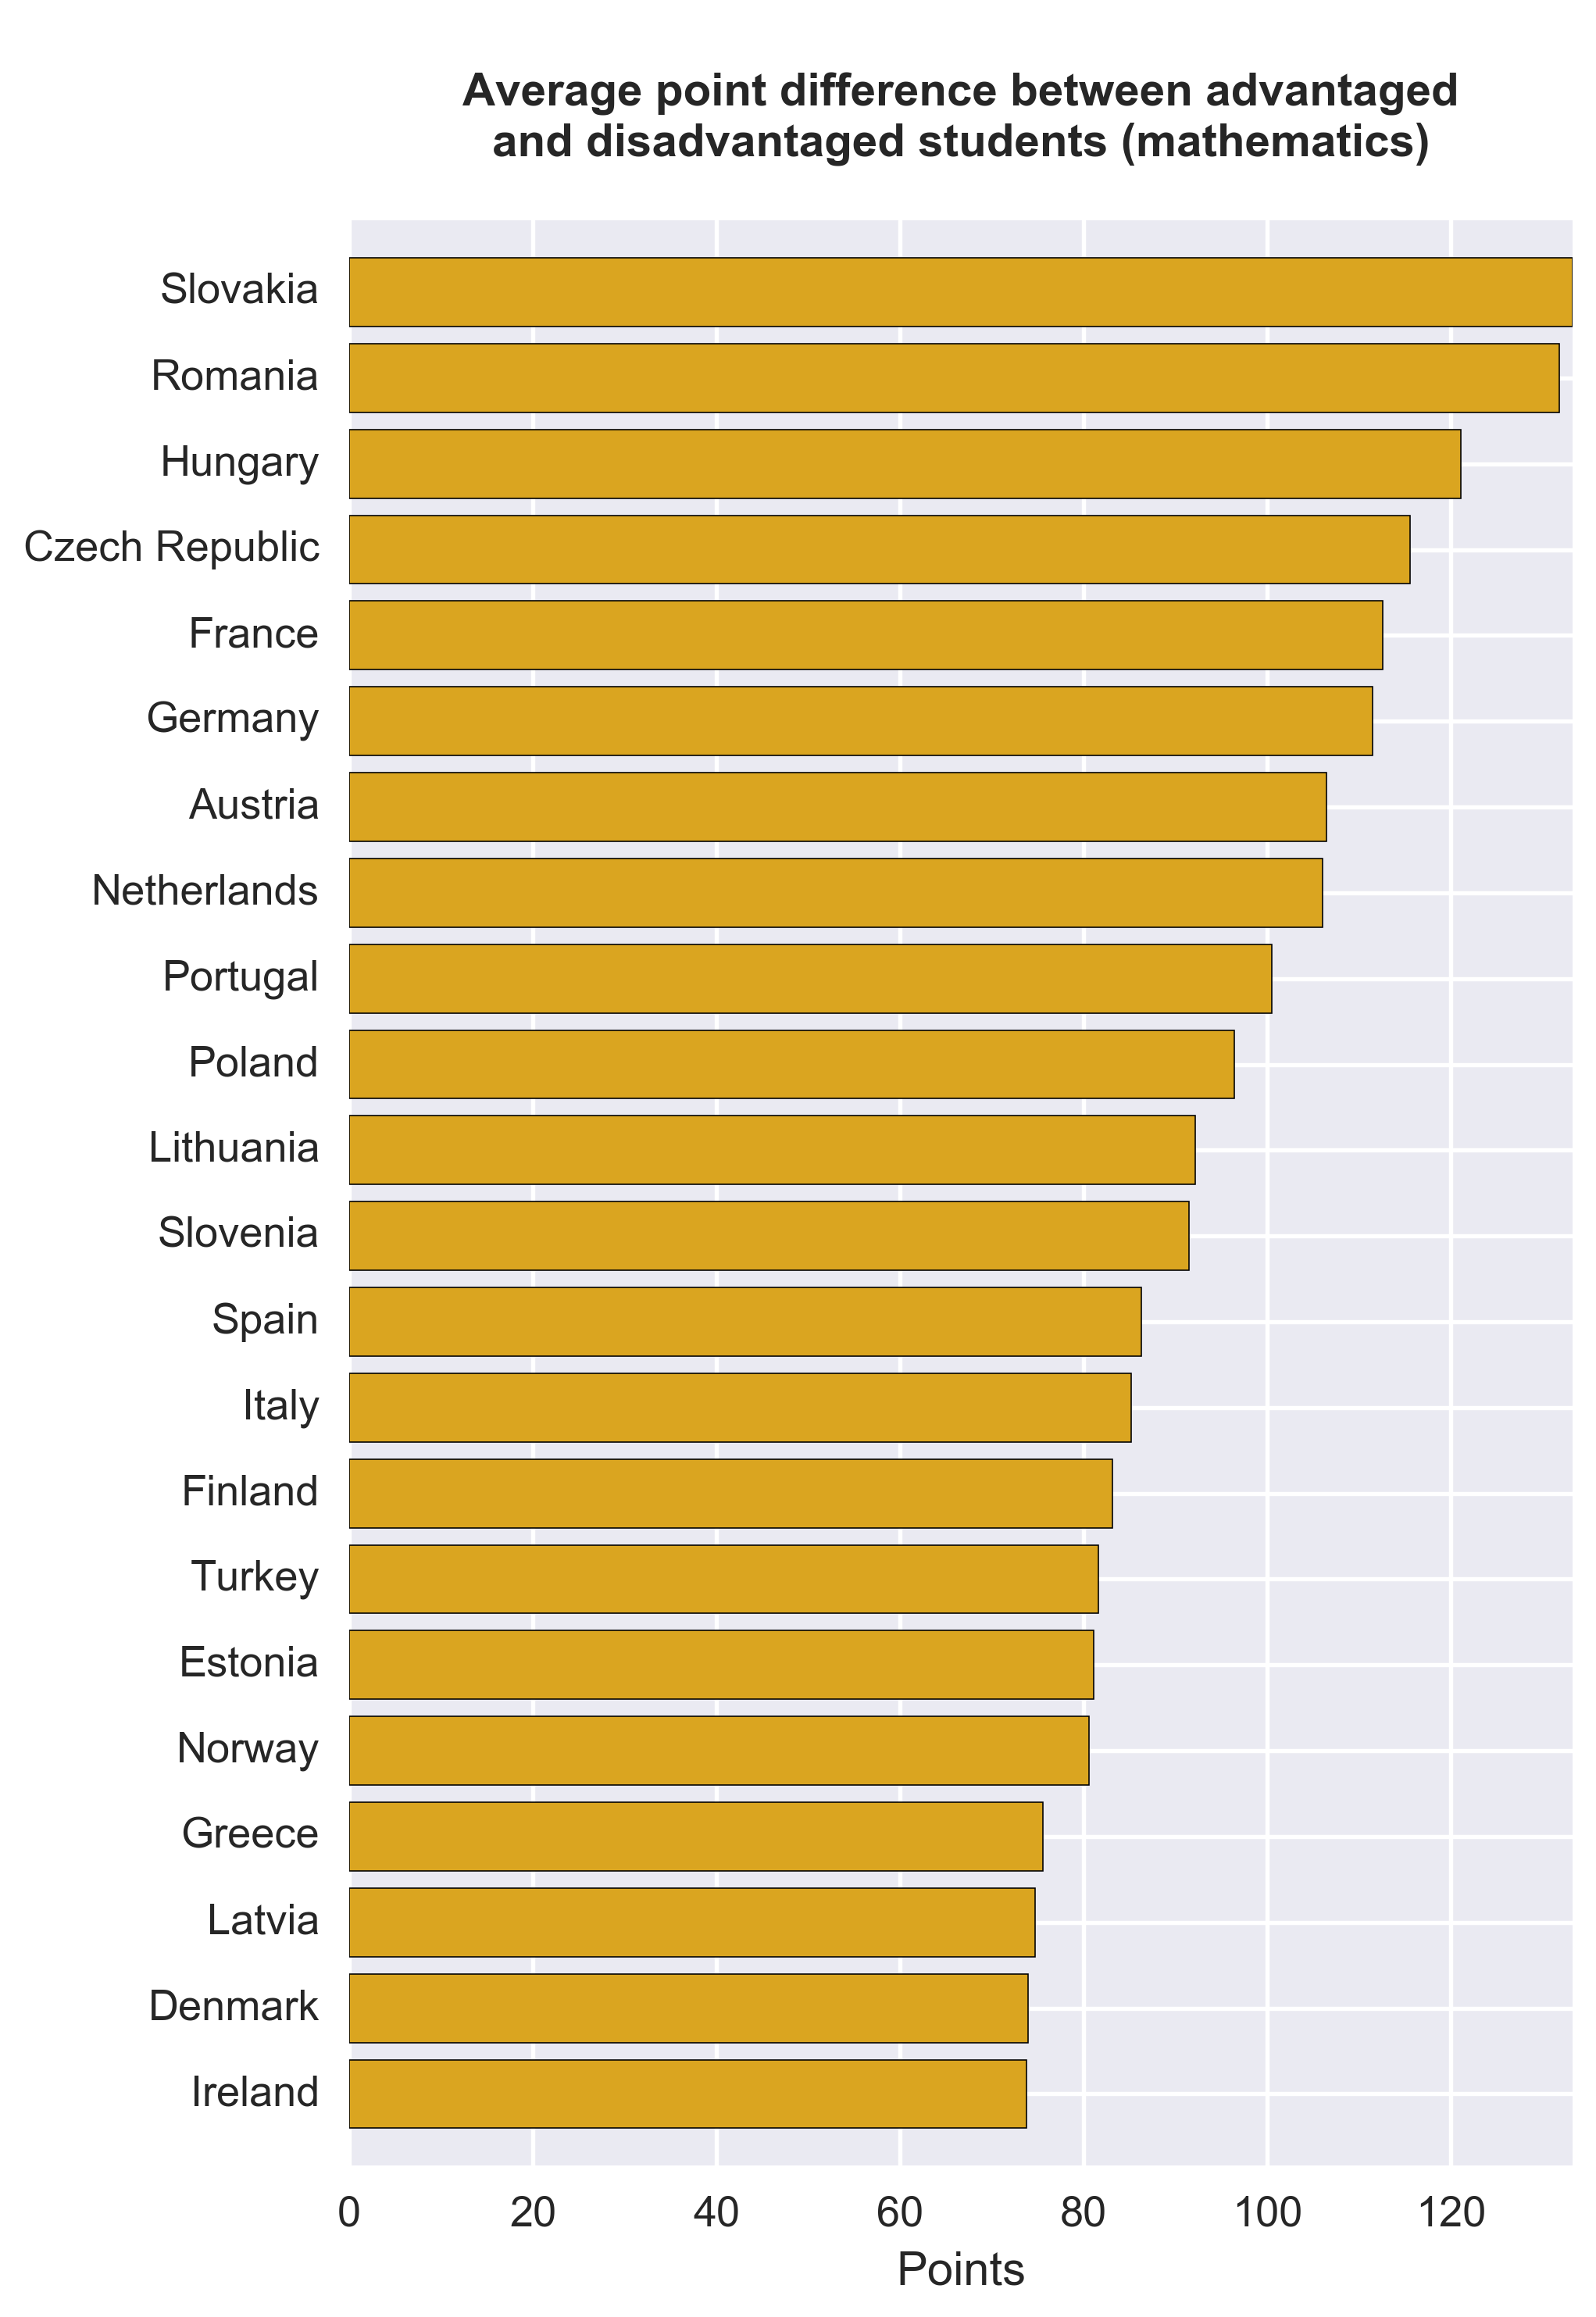 Average point difference between advantaged
and disadvantaged students (mathematics)
Slovakia
Romania
Hungary
Czech Republic
France
Germany
Austria
Netherlands
Portugal
Poland
Lithuania
Slovenia
Spain
Italy
Finland
Turkey
Estonia
Norway
Greece
Latvia
Denmark
Ireland
0 20 40 60 80 100 120
Points